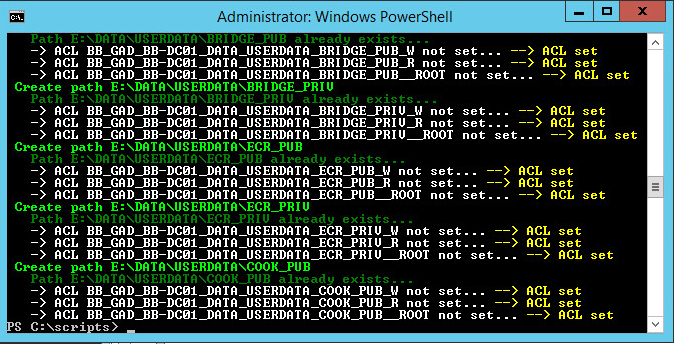 Administrator: Windows PowerShell
Path E:\DATA\USERDATA\BRIDGE_PUB already exists...
-> ACL BB_GAD_BB-DC01_DATA_USERDATA_BRIDGE_PUB_W not set... --> ACL set
-> ACL BB_GAD_BB-DC01_DATA_USERDATA_BRIDGE_PUB_R not set... --> ACL set
-> ACL BB_GAD_BB-DC01_DATA_USERDATA_BRIDGE_PUB__ROOT not set... --> ACL set
Create path E:\DATA\USERDATA\BRIDGE_PRIV
Path E:\DATA\USERDATA\BRIDGE_PRIV already exists...
-> ACL BB_GAD_BB-DC01_DATA_USERDATA_BRIDGE_PRIV_W not set... --> ACL set
-> ACL BB_GAD_BB-DC01_DATA_USERDATA_BRIDGE_PRIV_R not set... --> ACL set
-> ACL BB_GAD_BB-DC01_DATA_USERDATA_BRIDGE_PRIV__ROOT not set... --> ACL set
Create path E:\DATA\USERDATA\ECR_PUB
Path E:\DATA\USERDATA\ECR_PUB already exists...
-> ACL BB_GAD_BB-DC01_DATA_USERDATA_ECR_PUB_W not set... --> ACL set
-> ACL BB_GAD_BB-DC01_DATA_USERDATA_ECR_PUB_R not set... --> ACL set
-> ACL BB_GAD_BB-DC01_DATA_USERDATA_ECR_PUB__ROOT not set... --> ACL set
Create path E:\DATA\USERDATA\ECR_PRIV
Path E:\DATA\USERDATA\ECR_PRIV already exists...
-> ACL BB_GAD_BB-DC01_DATA_USERDATA_ECR_PRIV_W not set... --> ACL set
-> ACL BB_GAD_BB-DC01_DATA_USERDATA_ECR_PRIV_R not set... --> ACL set
-> ACL BB_GAD_BB-DC01_DATA_USERDATA_ECR_PRIV__ROOT not set... --> ACL set
Create path E:\DATA\USERDATA\COOK_PUB
Path E:\DATA\USERDATA\COOK_PUB already exists...
-> ACL BB_GAD_BB-DC01_DATA_USERDATA_COOK_PUB_W not set... --> ACL set
-> ACL BB_GAD_BB-DC01_DATA_USERDATA_COOK_PUB_R not set... --> ACL set
-> ACL BB_GAD_BB-DC01_DATA_USERDATA_COOK_PUB__ROOT not set... --> ACL set
PS C:\scripts> _